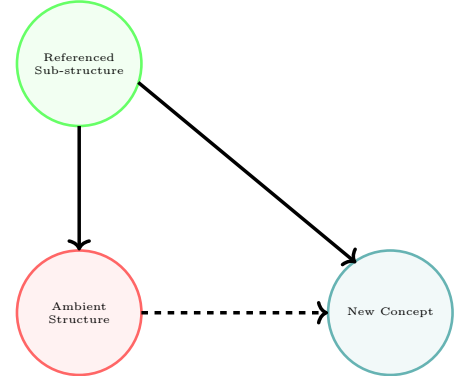 Referenced
Sub-structure
Ambient
Structure
New Concept